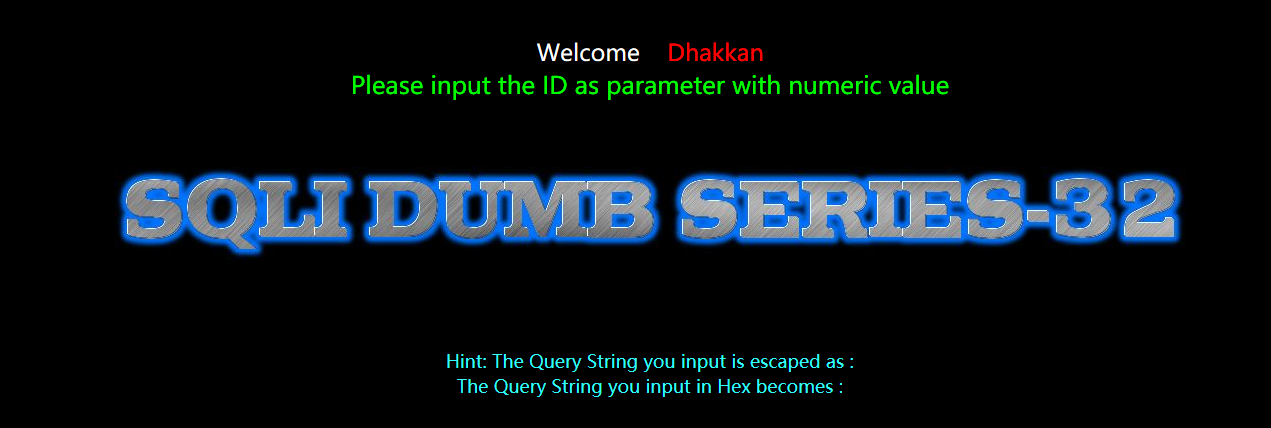 Welcome Dhakkan
Please input the ID as parameter with numeric value
SQLI DUMB SERIES-32
Hint: The Query String you input is escaped as :
The Query String you input in Hex becomes :